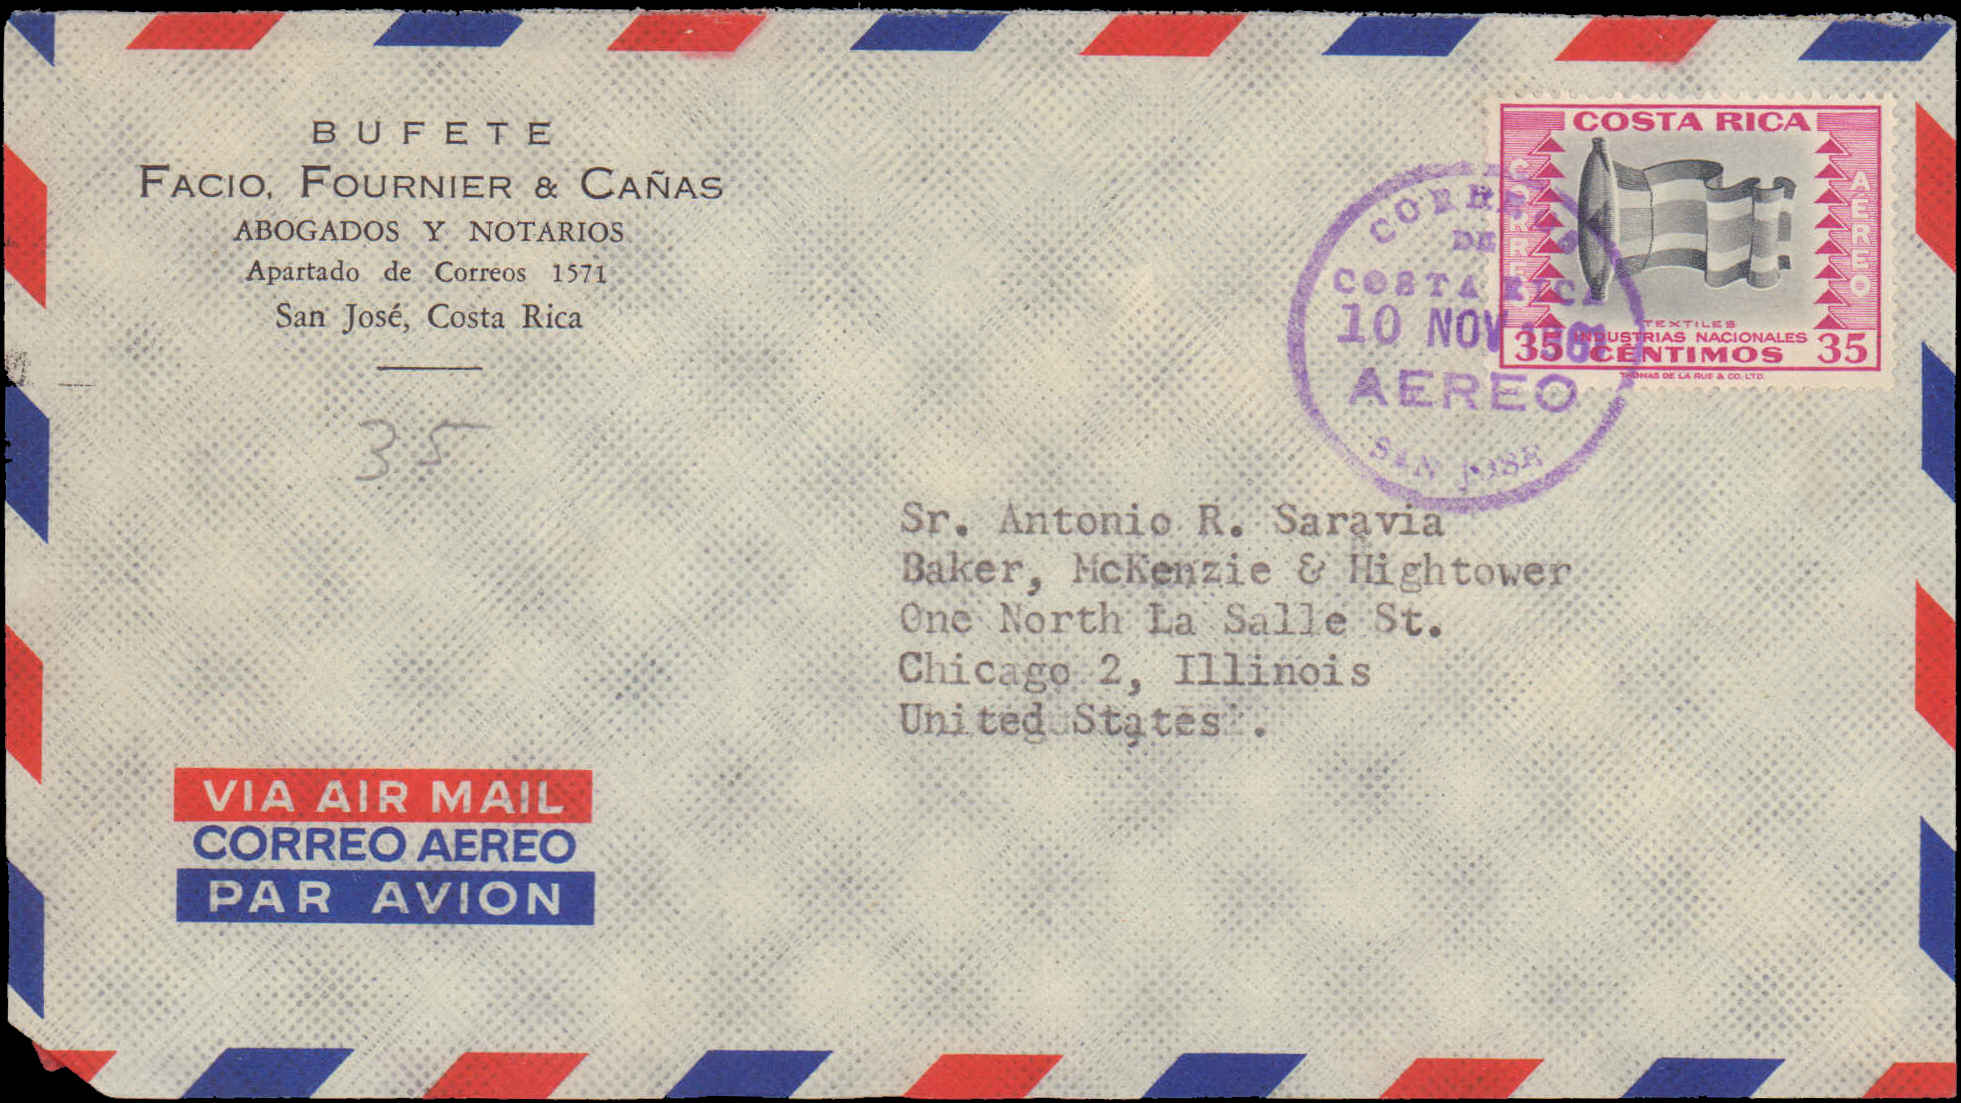 BUFETE
FACIO, FOURNIER & CAÑAS
ABOGADOS Y NOTARIOS
Apartado de Correos 1571
San José, Costa Rica
35
COSTA RICA
CORREO
AEREO
TEXTILES
INDUSTRIAS NACIONALES
35 CENTIMOS 35
THOMAS DE LA RUE & CO. LTD.
CORREOS
DE
COSTA RICA
10 NOV
AEREO
SAN JOSE
Sr. Antonio R. Saravia
Baker, McKenzie & Hightower
One North La Salle St.
Chicago 2, Illinois
United States.
VIA AIR MAIL
CORREO AEREO
PAR AVION